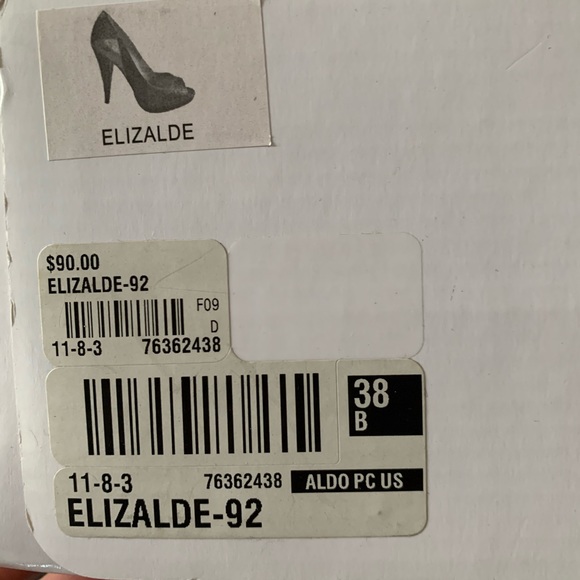 ELIZALDE
$90.00
ELIZALDE-92
F09
D
11-8-3 76362438
38
B
11-8-3 76362438 ALDO PC US
ELIZALDE-92